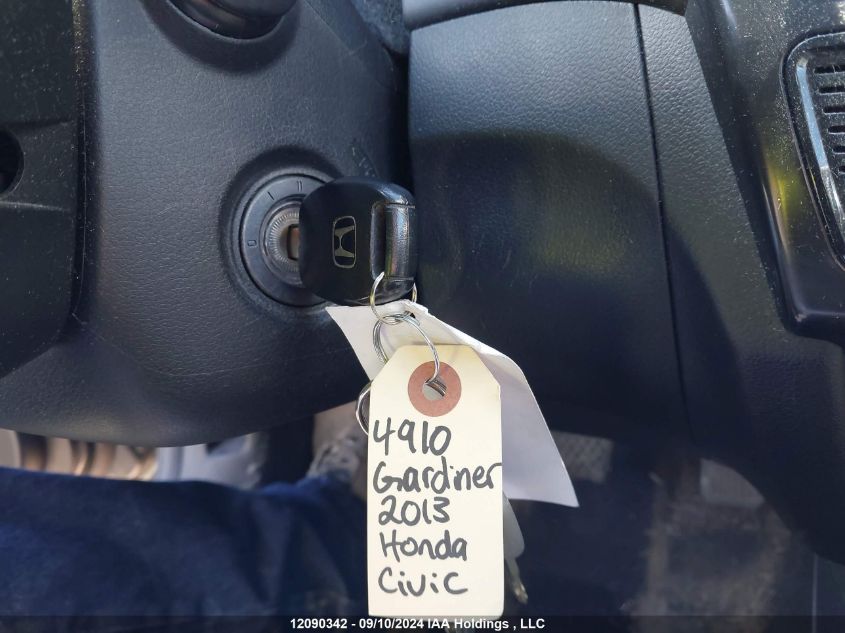 4910
Gardiner
2013
Honda
Civic
12090342 - 09/10/2024 IAA Holdings , LLC